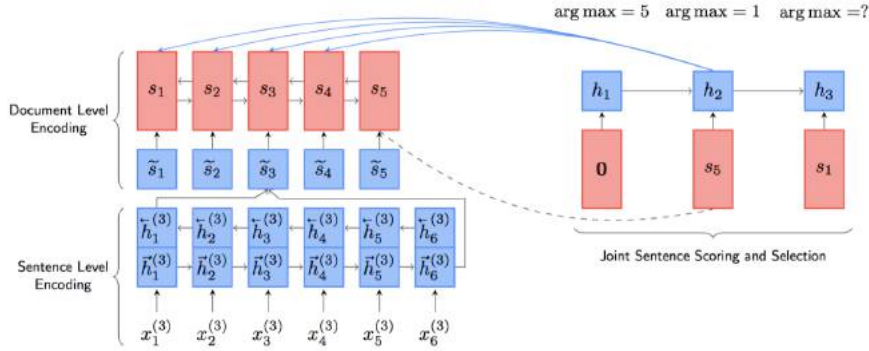 arg max = 5 arg max = 1 arg max =?
s₁ s₂ s₃ s₄ s₅
h₁ h₂ h₃
Document Level
Encoding
s̃₁ s̃₂ s̃₃ s̃₄ s̃₅
0 s₅ s₁
h⃖₁⁽³⁾ h⃖₂⁽³⁾ h⃖₃⁽³⁾ h⃖₄⁽³⁾ h⃖₅⁽³⁾ h⃖₆⁽³⁾
Joint Sentence Scoring and Selection
Sentence Level
Encoding
h⃗₁⁽³⁾ h⃗₂⁽³⁾ h⃗₃⁽³⁾ h⃗₄⁽³⁾ h⃗₅⁽³⁾ h⃗₆⁽³⁾
x₁⁽³⁾ x₂⁽³⁾ x₃⁽³⁾ x₄⁽³⁾ x₅⁽³⁾ x₆⁽³⁾